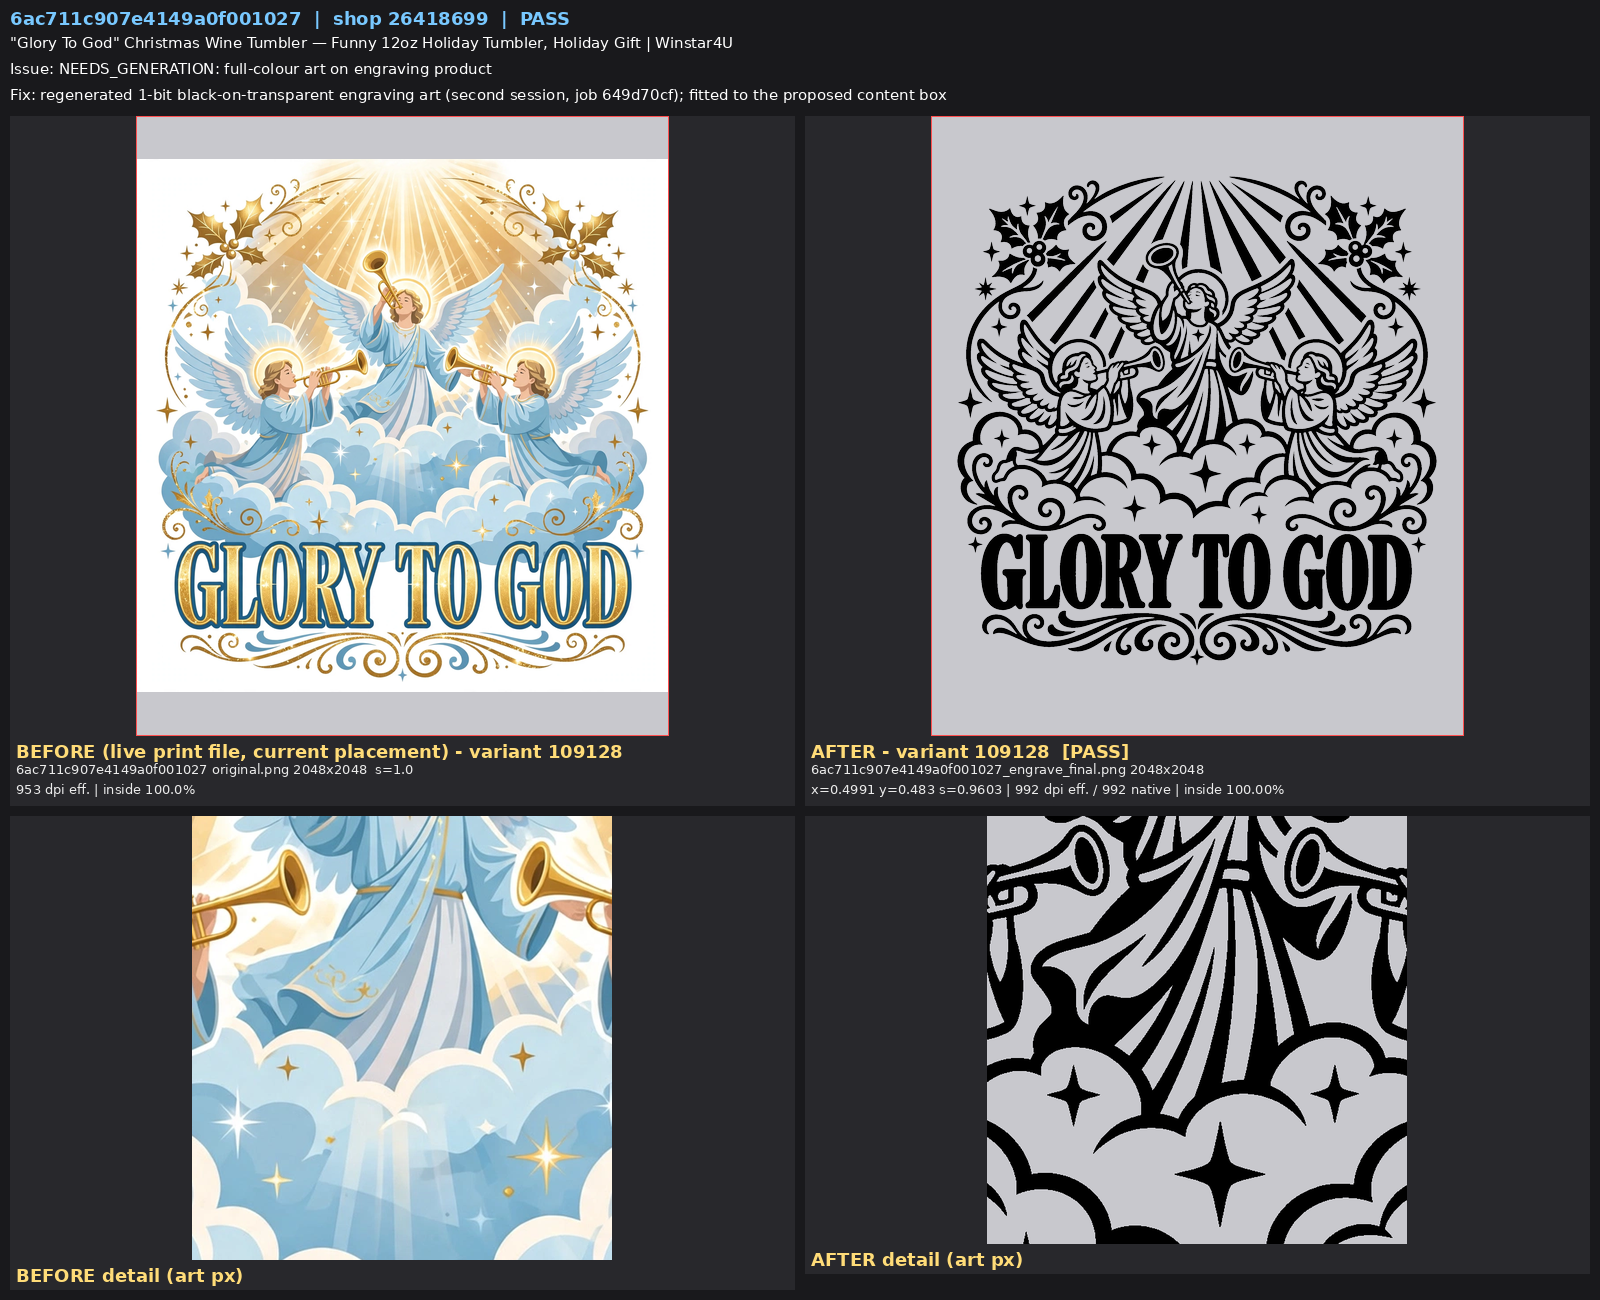 6ac711c907e4149a0f001027  |  shop 26418699  |  PASS
"Glory To God" Christmas Wine Tumbler — Funny 12oz Holiday Tumbler, Holiday Gift | Winstar4U
Issue: NEEDS_GENERATION: full-colour art on engraving product
Fix: regenerated 1-bit black-on-transparent engraving art (second session, job 649d70cf); fitted to the proposed content box
GLORY TO GOD
GLORY TO GOD
BEFORE (live print file, current placement) - variant 109128
6ac711c907e4149a0f001027 original.png 2048x2048  s=1.0
953 dpi eff. | inside 100.0%
AFTER - variant 109128  [PASS]
6ac711c907e4149a0f001027_engrave_final.png 2048x2048
x=0.4991 y=0.483 s=0.9603 | 992 dpi eff. / 992 native | inside 100.00%
BEFORE detail (art px)
AFTER detail (art px)